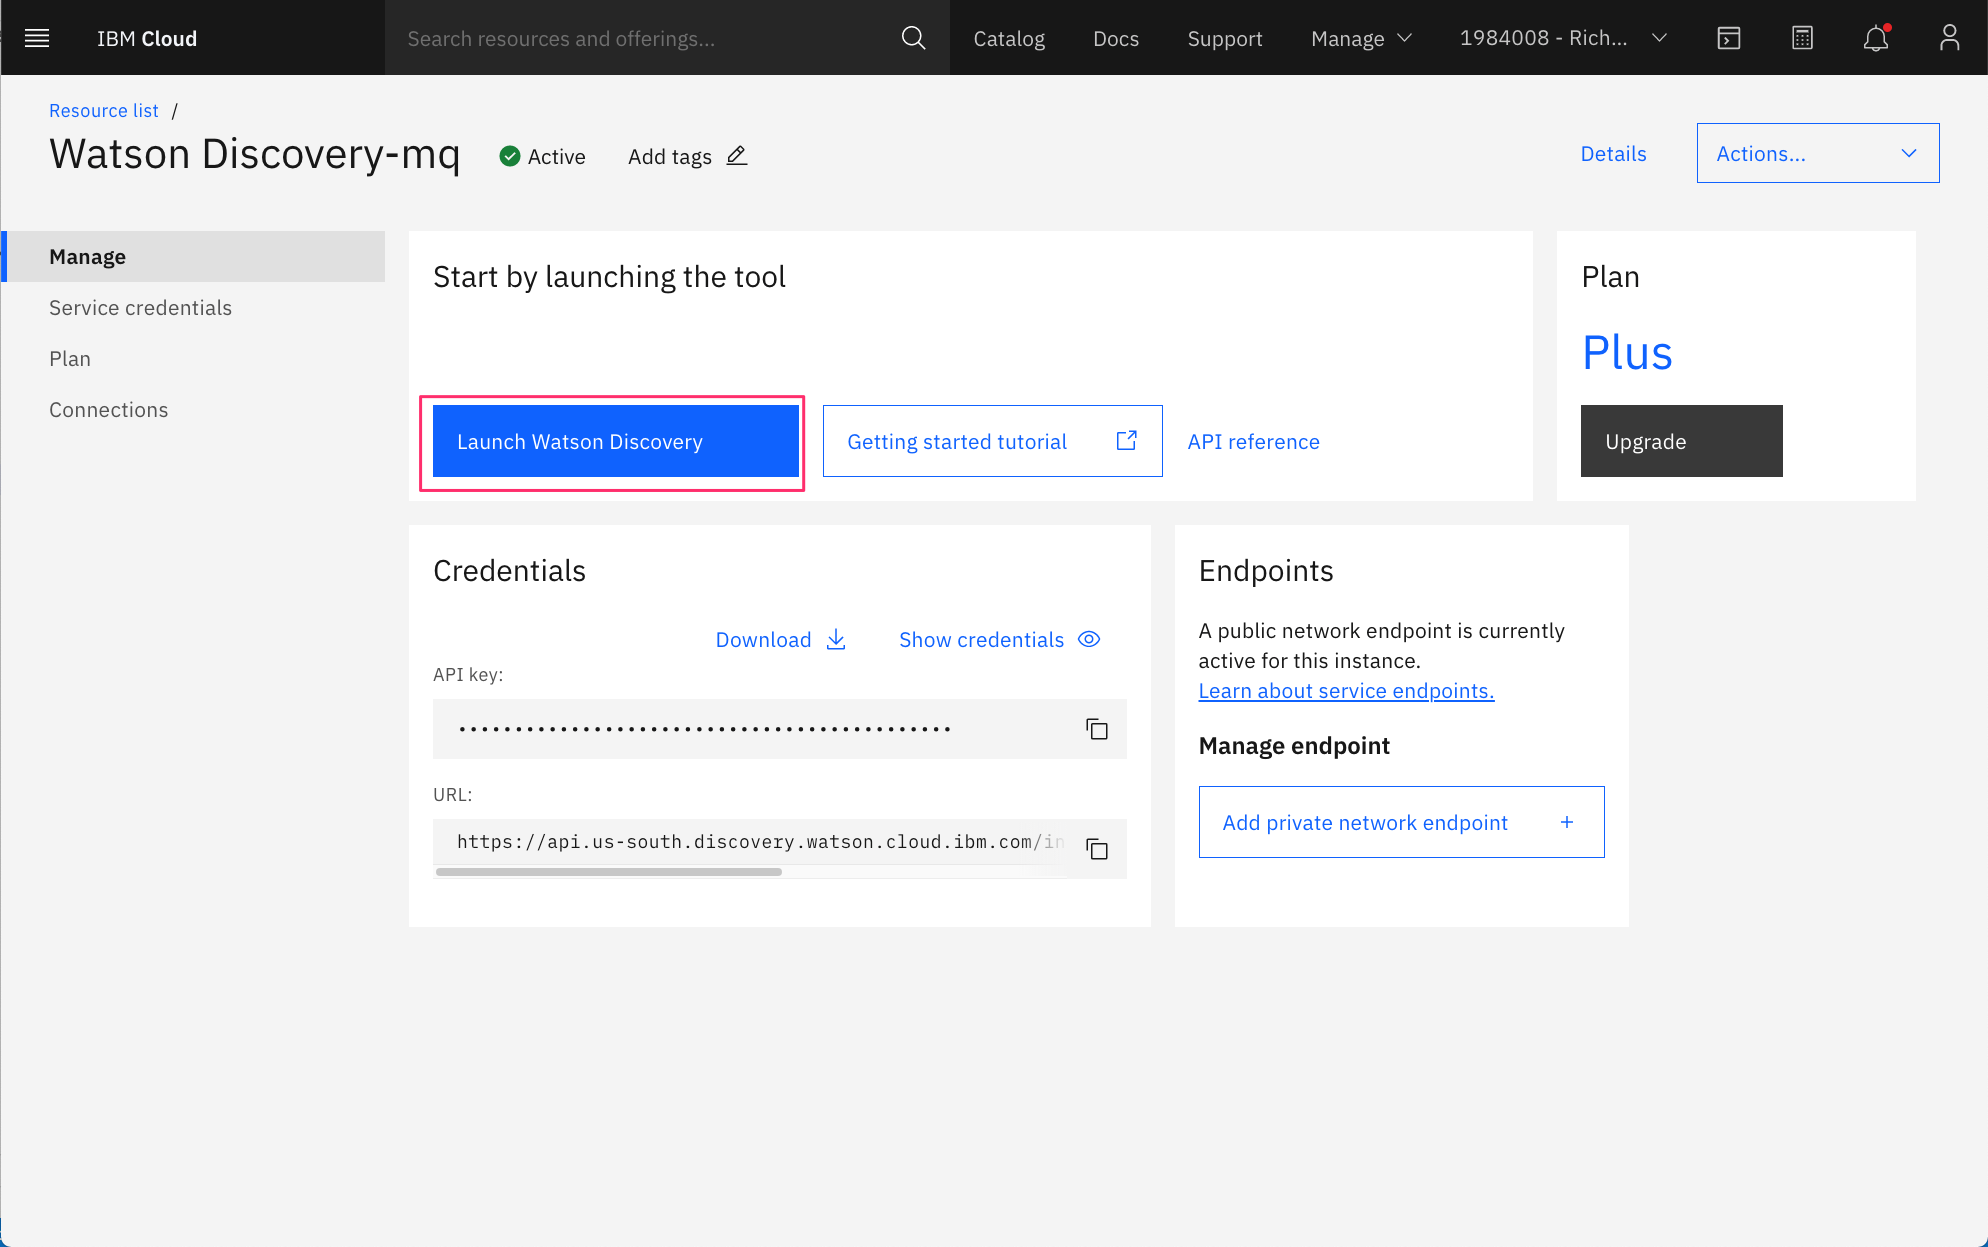 IBM Cloud
Search resources and offerings...
Catalog
Docs
Support
Manage
1984008 - Rich...
Resource list /
Watson Discovery-mq
Active
Add tags
Details
Actions...
Manage
Service credentials
Plan
Connections
Start by launching the tool
Launch Watson Discovery
Getting started tutorial
API reference
Plan
Plus
Upgrade
Credentials
Download
Show credentials
API key:
••••••••••••••••••••••••••••••••••••••••••••
URL:
https://api.us-south.discovery.watson.cloud.ibm.com/in
Endpoints
A public network endpoint is currently
active for this instance.
Learn about service endpoints.
Manage endpoint
Add private network endpoint +